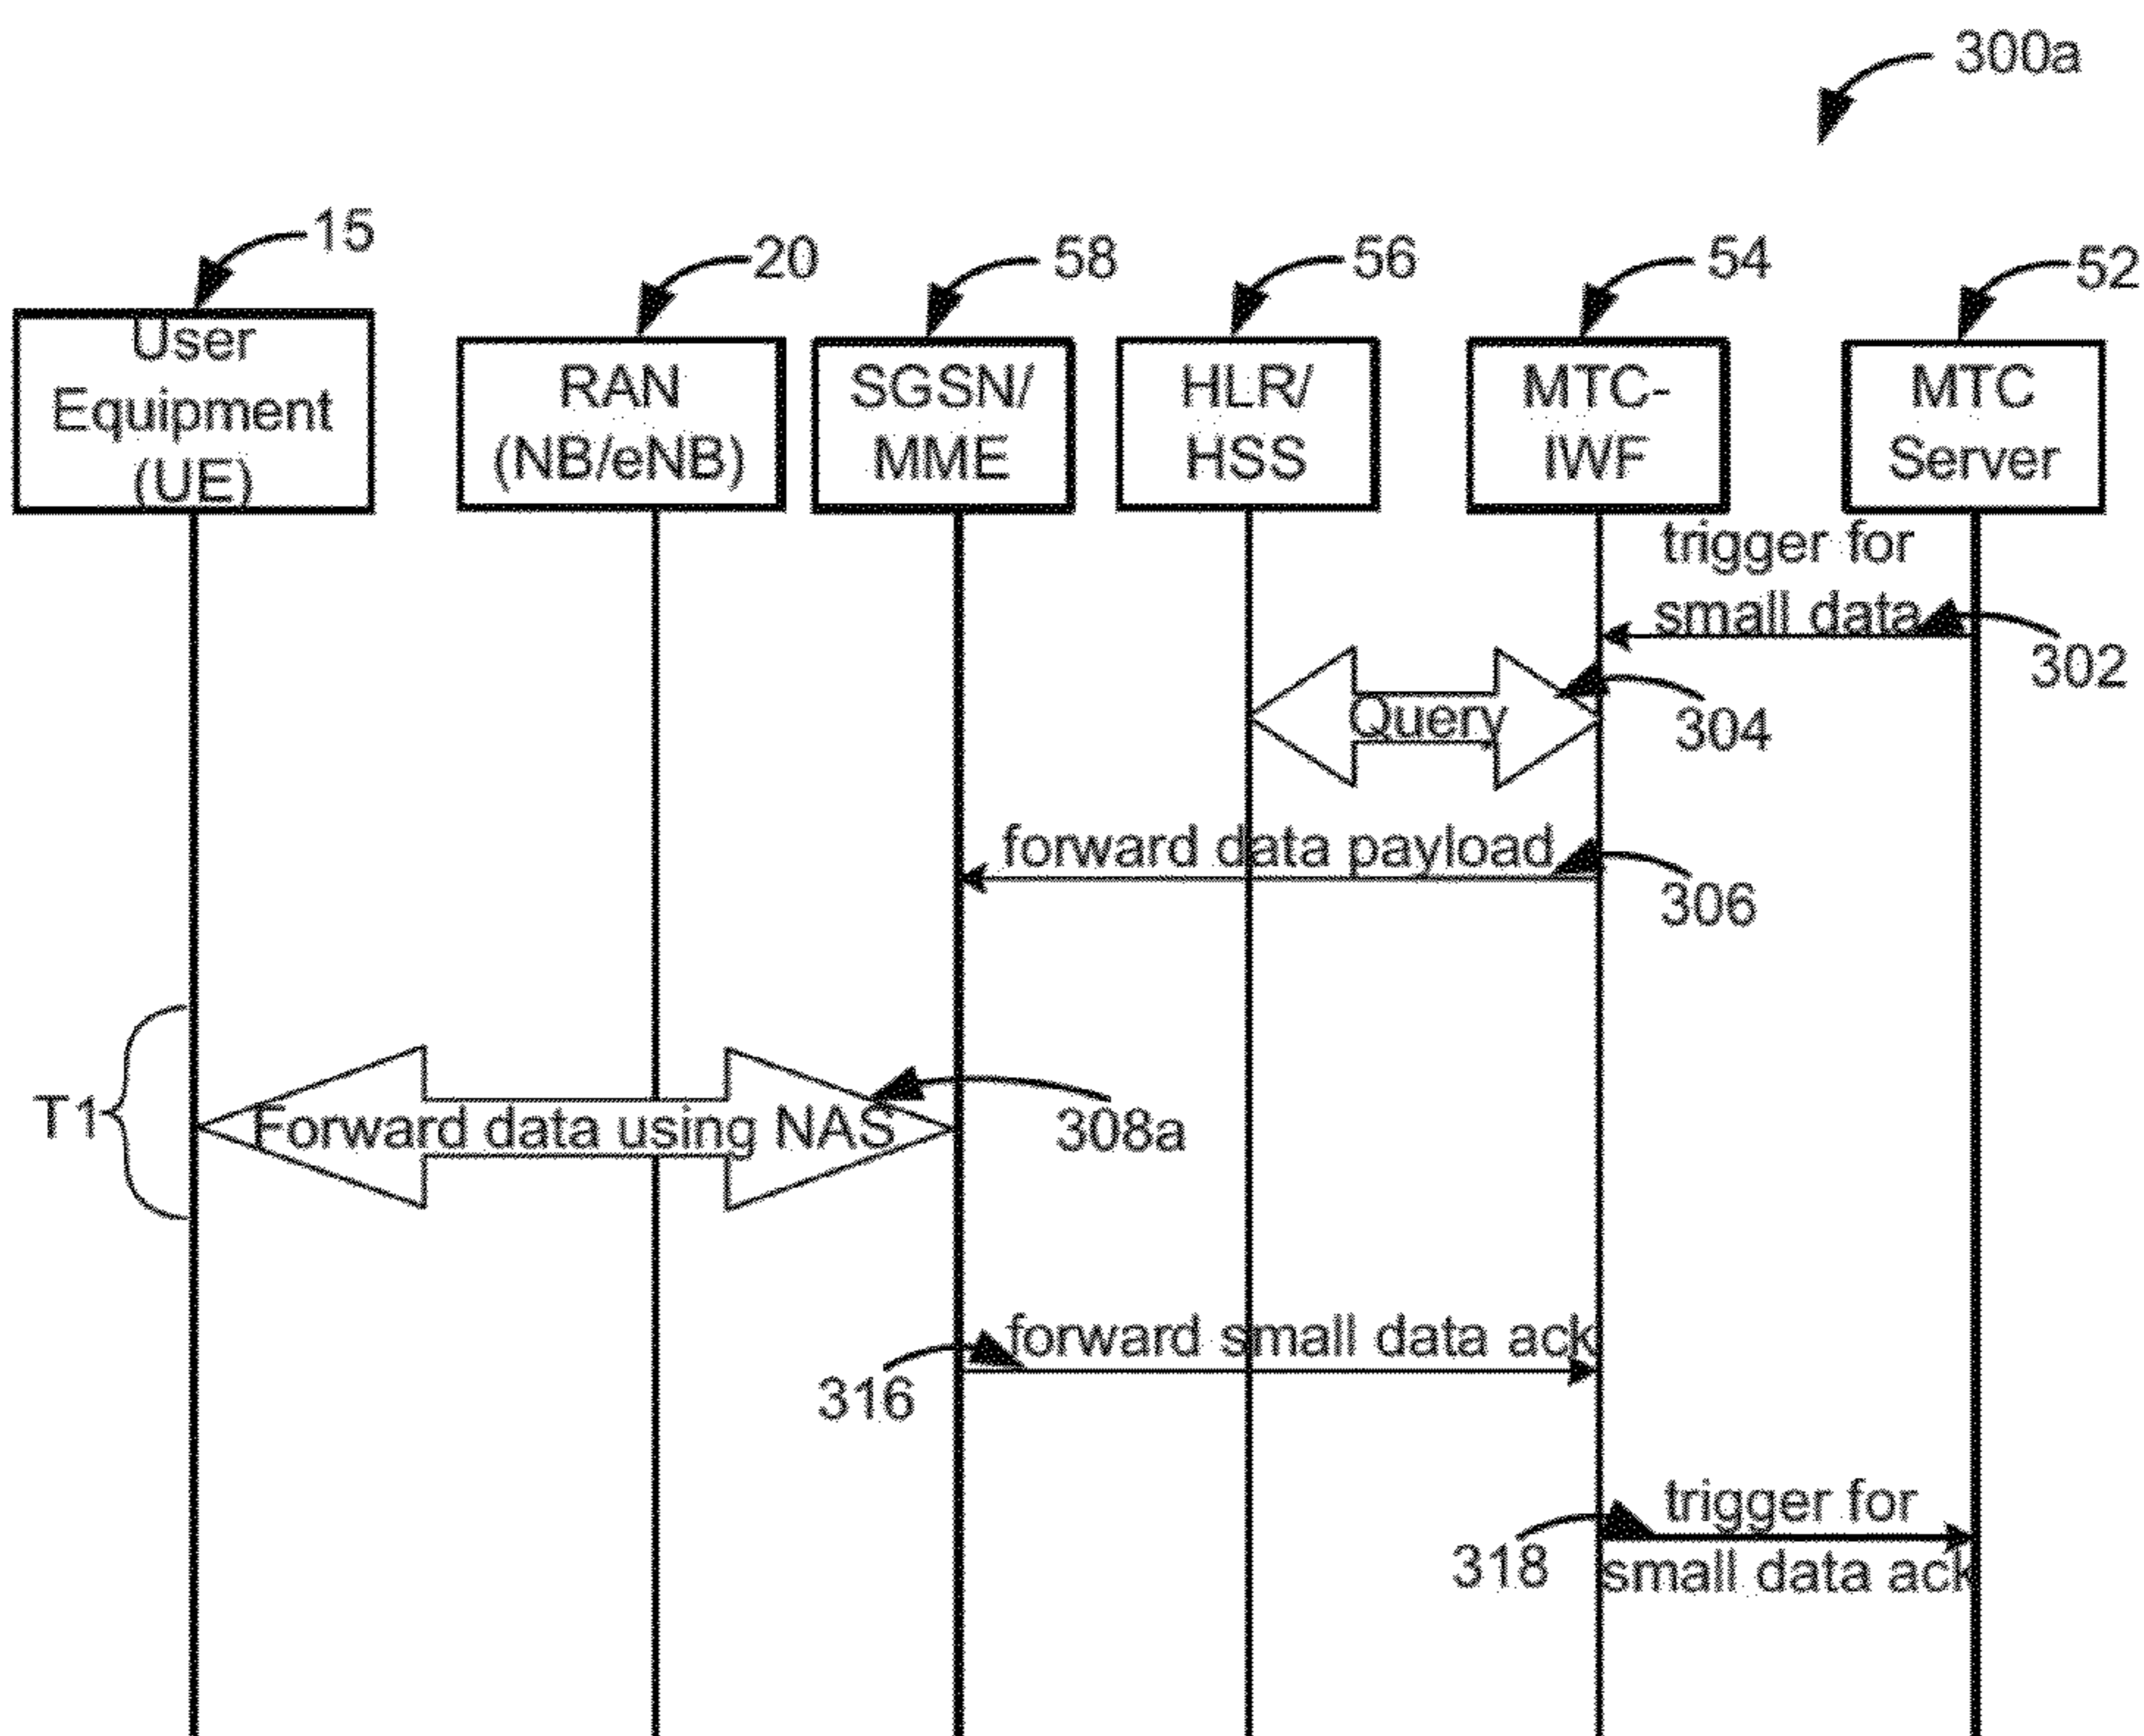 300a
15
20
58
56
54
52
User
Equipment
(UE)
RAN
(NB/eNB)
SGSN/
MME
HLR/
HSS
MTC-
IWF
MTC
Server
trigger for
small data
302
Query
304
forward data payload
306
T1
Forward data using NAS
308a
forward small data ack
316
trigger for
318
small data ack